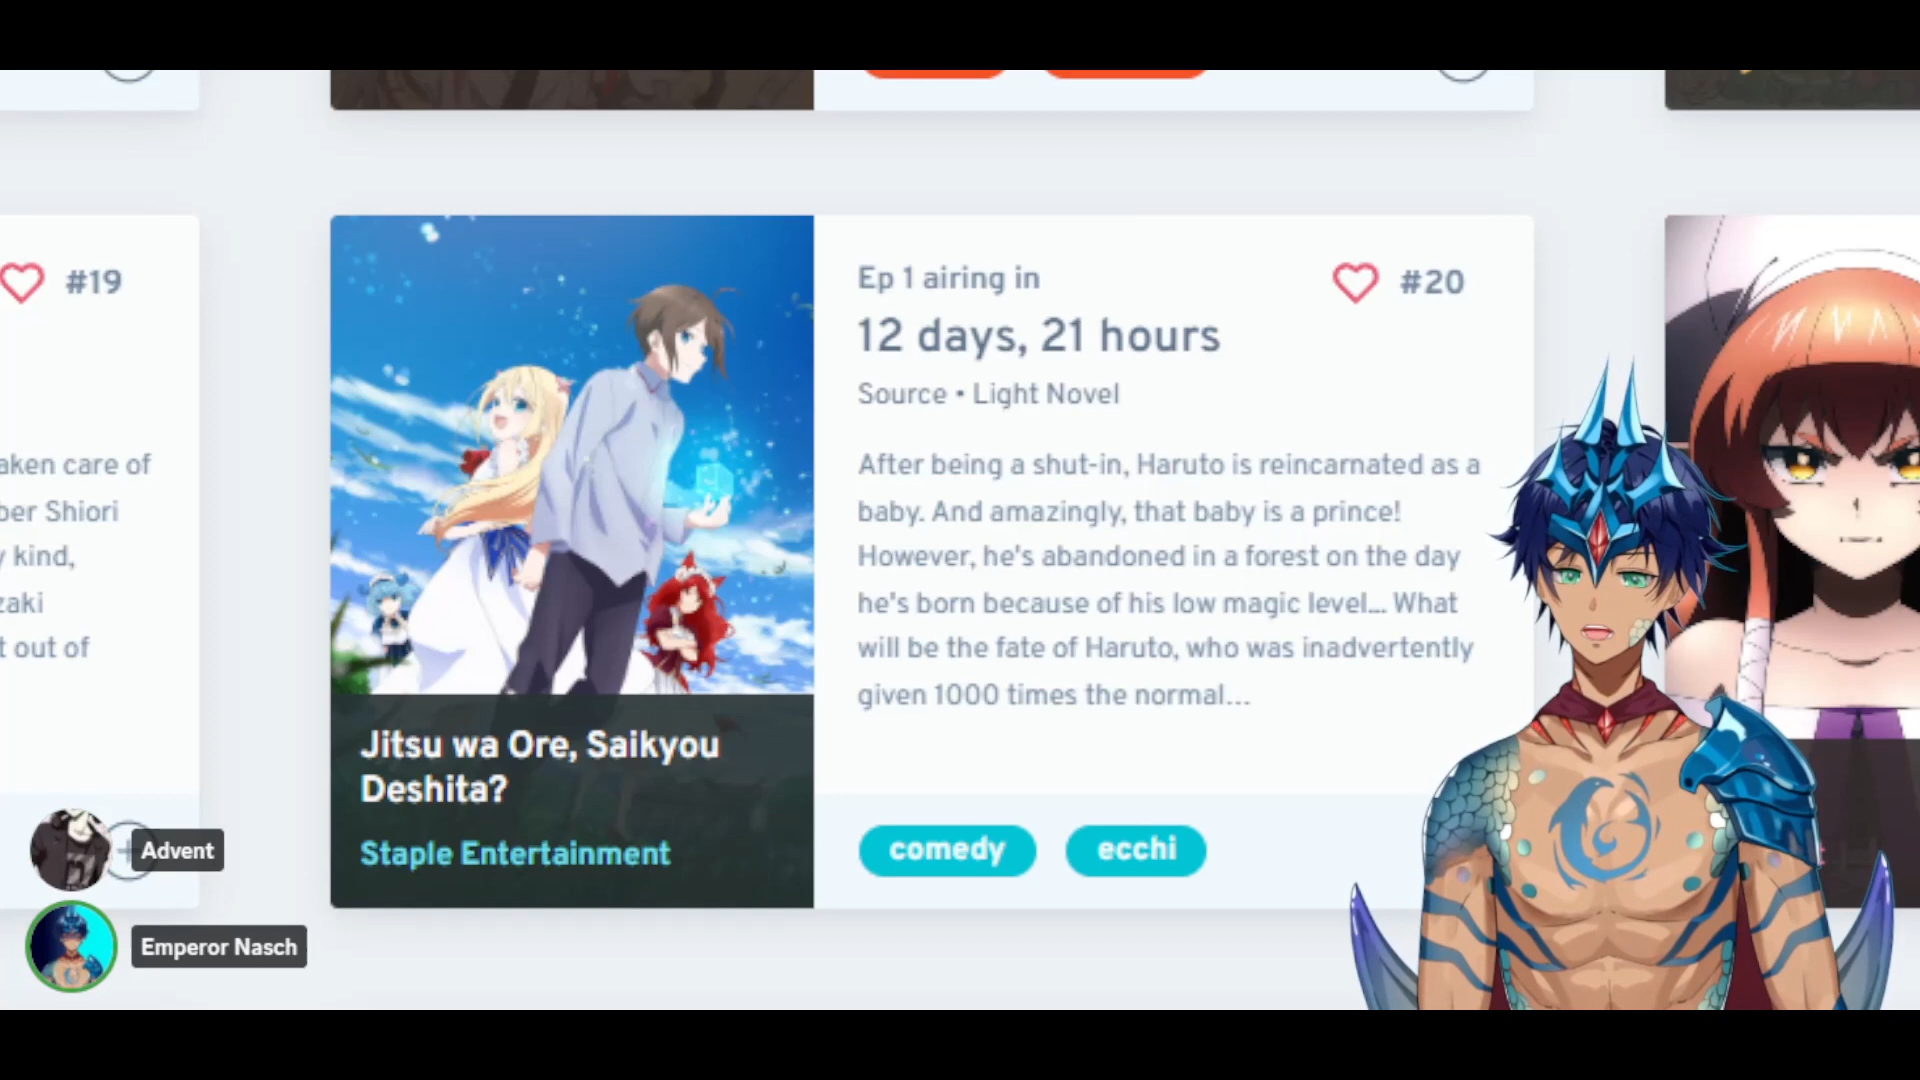 #19
aken care of
ber Shiori
y kind,
zaki
t out of
Ep 1 airing in
#20
12 days, 21 hours
Source • Light Novel
After being a shut-in, Haruto is reincarnated as a
baby. And amazingly, that baby is a prince!
However, he's abandoned in a forest on the day
he's born because of his low magic level... What
will be the fate of Haruto, who was inadvertently
given 1000 times the normal...
Jitsu wa Ore, Saikyou
Deshita?
Staple Entertainment
comedy
ecchi
Advent
Emperor Nasch